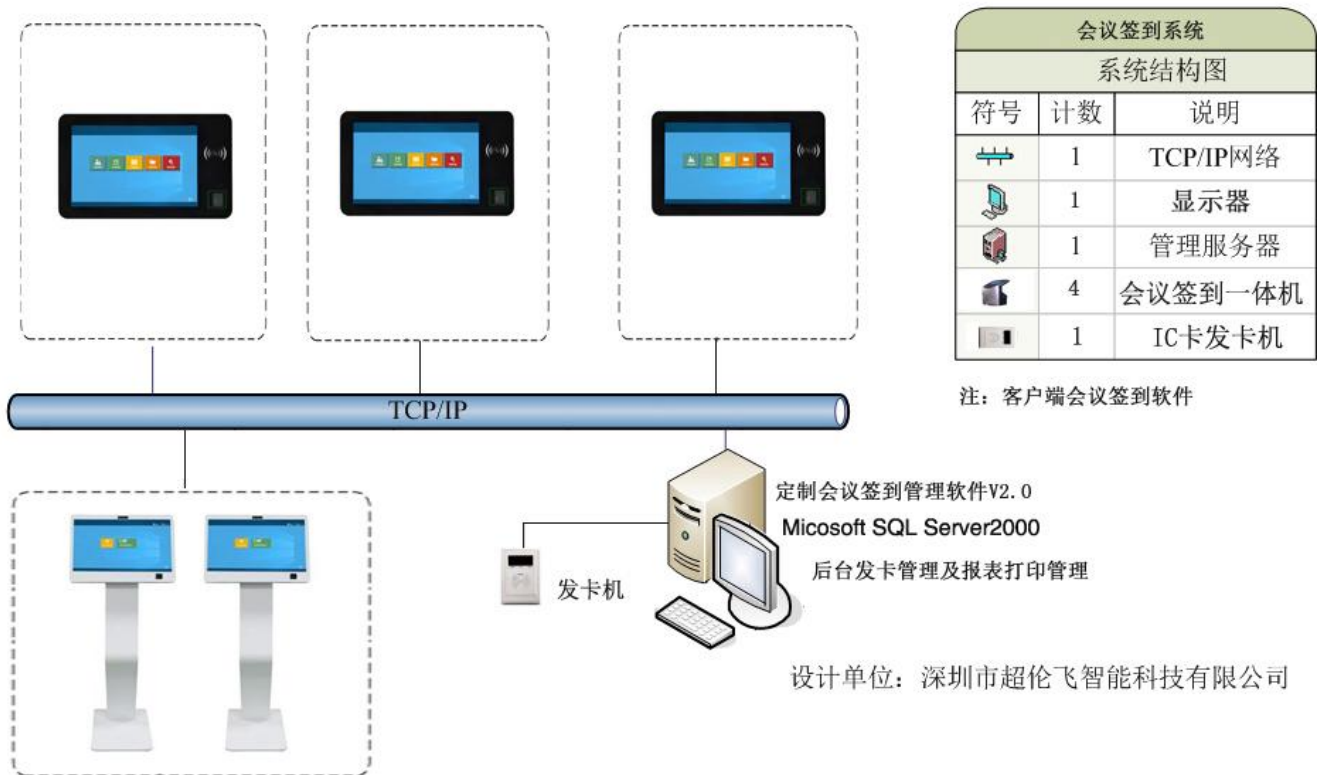 会议签到系统
系统结构图
符号 计数 说明
1 TCP/IP网络
1 显示器
1 管理服务器
4 会议签到一体机
1 IC卡发卡机
注：客户端会议签到软件
TCP/IP
定制会议签到管理软件V2.0
Micosoft SQL Server2000
后台发卡管理及报表打印管理
发卡机
设计单位：深圳市超伦飞智能科技有限公司